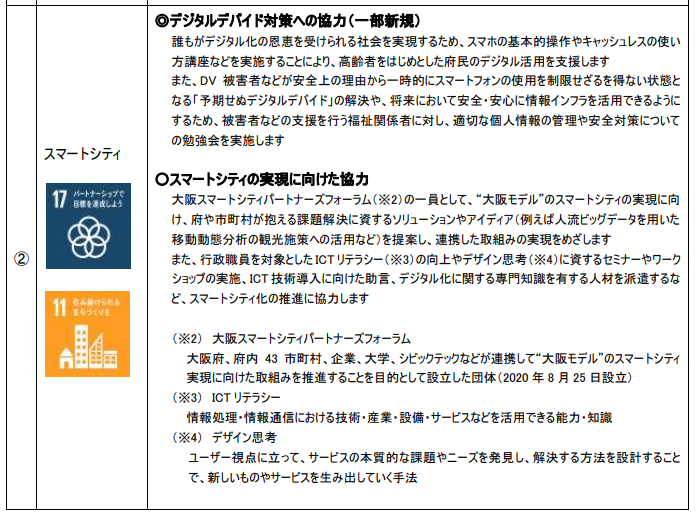 ②
スマートシティ
17 パートナーシップで
目標を達成しよう
11 住み続けられる
まちづくりを
◎デジタルデバイド対策への協力（一部新規）
誰もがデジタル化の恩恵を受けられる社会を実現するため、スマホの基本的操作やキャッシュレスの使い
方講座などを実施することにより、高齢者をはじめとした府民のデジタル活用を支援します
また、DV 被害者などが安全上の理由から一時的にスマートフォンの使用を制限せざるを得ない状態と
なる「予期せぬデジタルデバイド」の解決や、将来において安全・安心に情報インフラを活用できるように
するため、被害者などの支援を行う福祉関係者に対し、適切な個人情報の管理や安全対策について
の勉強会を実施します
〇スマートシティの実現に向けた協力
大阪スマートシティパートナーズフォーラム（※2）の一員として、“大阪モデル”のスマートシティの実現に向
け、府や市町村が抱える課題解決に資するソリューションやアイディア（例えば人流ビッグデータを用いた
移動動態分析の観光施策への活用など）を提案し、連携した取組みの実現をめざします
また、行政職員を対象としたICTリテラシー（※3）の向上やデザイン思考（※4）に資するセミナーやワーク
ショップの実施、ICT技術導入に向けた助言、デジタル化に関する専門知識を有する人材を派遣するな
ど、スマートシティ化の推進に協力します
（※2） 大阪スマートシティパートナーズフォーラム
大阪府、府内 43 市町村、企業、大学、シビックテックなどが連携して“大阪モデル”のスマートシティ
実現に向けた取組みを推進することを目的として設立した団体（2020 年 8 月 25 日設立）
（※3） ICT リテラシー
情報処理・情報通信における技術・産業・設備・サービスなどを活用できる能力・知識
（※4） デザイン思考
ユーザー視点に立って、サービスの本質的な課題やニーズを発見し、解決する方法を設計すること
で、新しいものやサービスを生み出していく手法